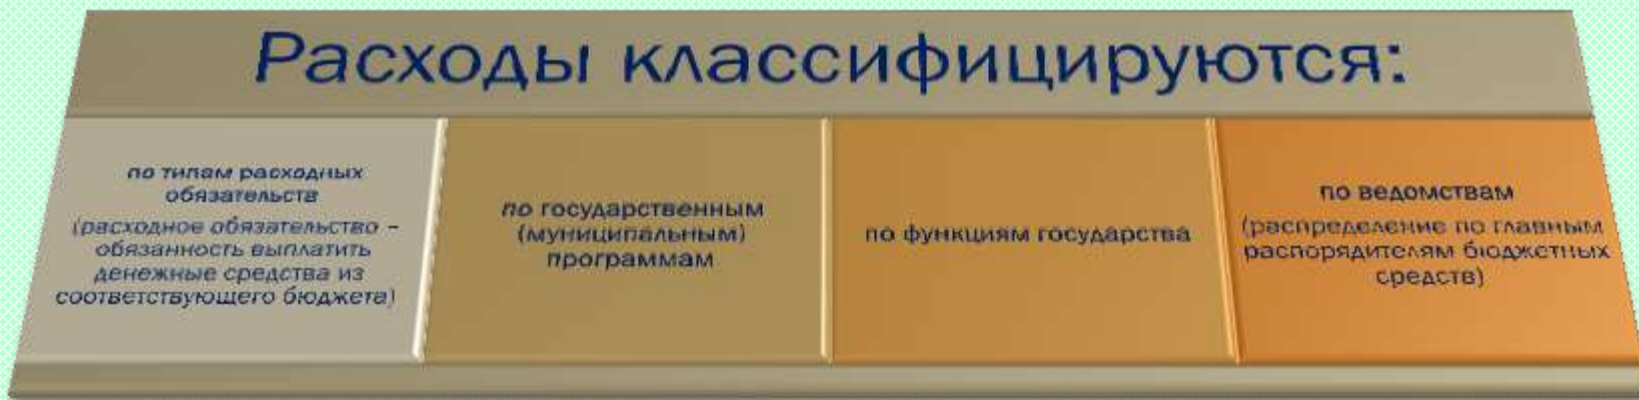 Расходы классифицируются:
по типам расходных
обязательств
(расходное обязательство –
обязанность выплатить
денежные средства из
соответствующего бюджета)
по государственным
(муниципальным)
программам
по функциям государства
по ведомствам
(распределение по главным
распорядителям бюджетных
средств)